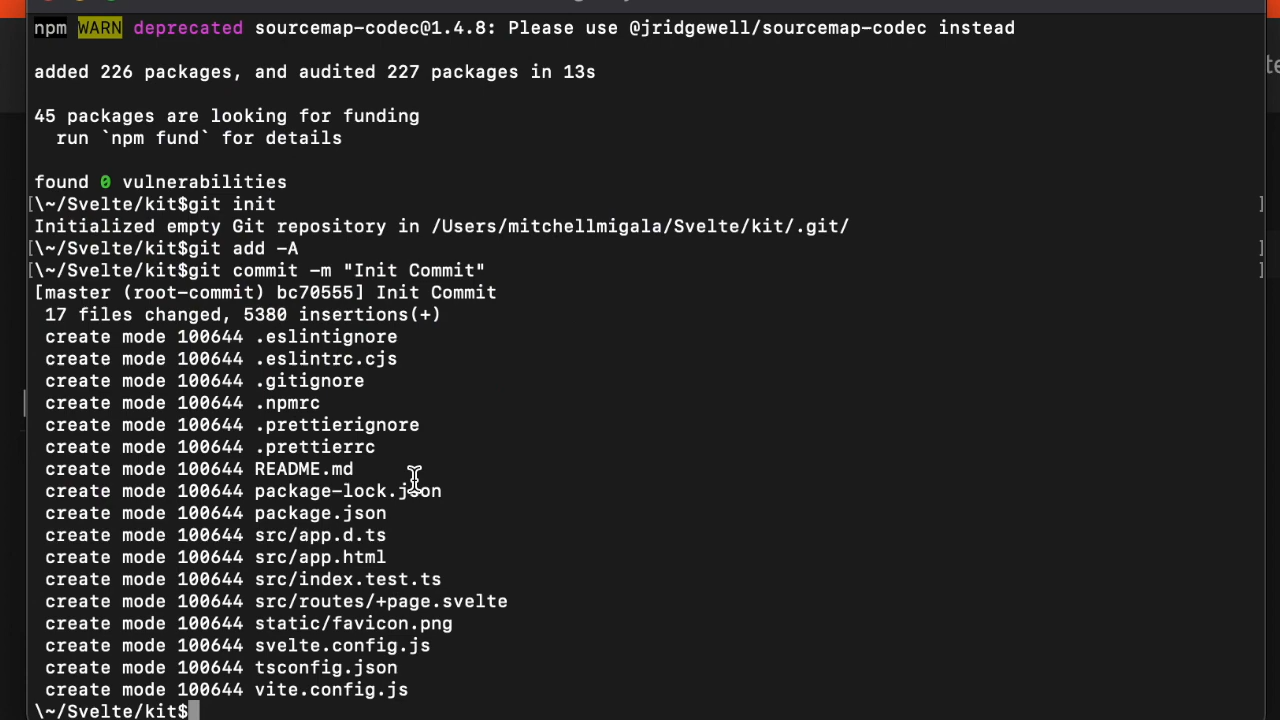 npm WARN deprecated sourcemap-codec@1.4.8: Please use @jridgewell/sourcemap-codec instead
added 226 packages, and audited 227 packages in 13s
45 packages are looking for funding
  run `npm fund` for details
found 0 vulnerabilities
[\~/Svelte/kit$git init ]
Initialized empty Git repository in /Users/mitchellmigala/Svelte/kit/.git/
[\~/Svelte/kit$git add -A ]
[\~/Svelte/kit$git commit -m "Init Commit" ]
[master (root-commit) bc70555] Init Commit
 17 files changed, 5380 insertions(+)
 create mode 100644 .eslintignore
 create mode 100644 .eslintrc.cjs
 create mode 100644 .gitignore
 create mode 100644 .npmrc
 create mode 100644 .prettierignore
 create mode 100644 .prettierrc
 create mode 100644 README.md
 create mode 100644 package-lock.json
 create mode 100644 package.json
 create mode 100644 src/app.d.ts
 create mode 100644 src/app.html
 create mode 100644 src/index.test.ts
 create mode 100644 src/routes/+page.svelte
 create mode 100644 static/favicon.png
 create mode 100644 svelte.config.js
 create mode 100644 tsconfig.json
 create mode 100644 vite.config.js
\~/Svelte/kit$